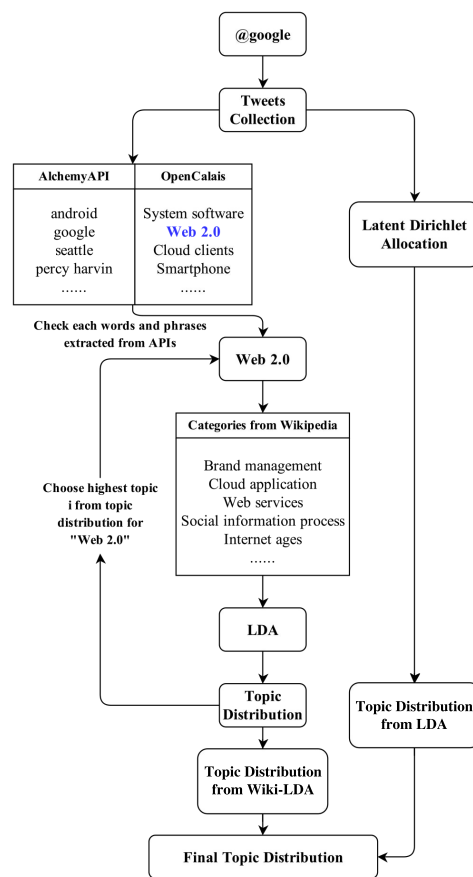 @google
Tweets
Collection
AlchemyAPI
android
google
seattle
percy harvin
......
OpenCalais
System software
Web 2.0
Cloud clients
Smartphone
......
Latent Dirichlet
Allocation
Check each words and phrases
extracted from APIs
Web 2.0
Categories from Wikipedia
Brand management
Cloud application
Web services
Social information process
Internet ages
......
Choose highest topic
i from topic
distribution for
"Web 2.0"
LDA
Topic
Distribution
Topic Distribution
from LDA
Topic Distribution
from Wiki-LDA
Final Topic Distribution